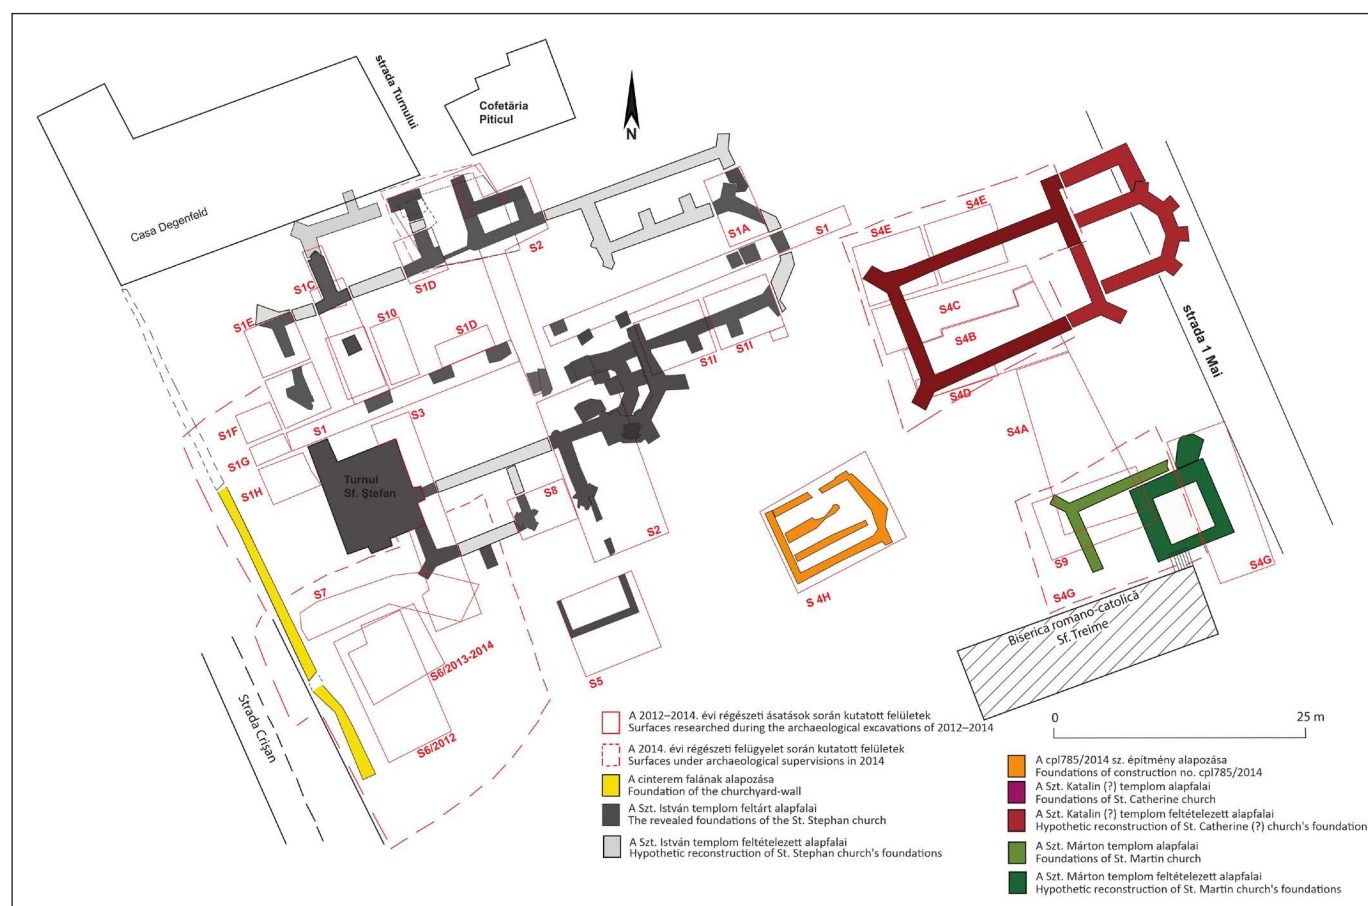 strada Turnului
Cofetăria
Piticul
N
Casa Degenfeld
S1C
S1D
S2
S1A
S1
S4E
S4E
S1E
S10
S1D
S1I
S1I
S4C
S4B
S4D
strada 1 Mai
S1F
S1
S3
S1G
S1H
Turnul
Sf. Ștefan
S4A
S8
S2
S7
S 4H
S9
S4G
S4G
Biserica romano-catolică
Sf. Treime
S6/2013-2014
S5
S6/2012
Strada Crișan
0 25 m
A 2012–2014. évi régészeti ásatások során kutatott felületek
Surfaces researched during the archaeological excavations of 2012–2014
A 2014. évi régészeti felügyelet során kutatott felületek
Surfaces under archaeological supervisions in 2014
A cinterem falának alapozása
Foundation of the churchyard-wall
A Szt. István templom feltárt alapfalai
The revealed foundations of the St. Stephan church
A Szt. István templom feltételezett alapfalai
Hypothetic reconstruction of St. Stephan church's foundations
A cpl785/2014 sz. építmény alapozása
Foundations of construction no. cpl785/2014
A Szt. Katalin (?) templom alapfalai
Foundations of St. Catherine church
A Szt. Katalin (?) templom feltételezett alapfalai
Hypothetic reconstruction of St. Catherine (?) church's foundation
A Szt. Márton templom alapfalai
Foundations of St. Martin church
A Szt. Márton templom feltételezett alapfalai
Hypothetic reconstruction of St. Martin church's foundations